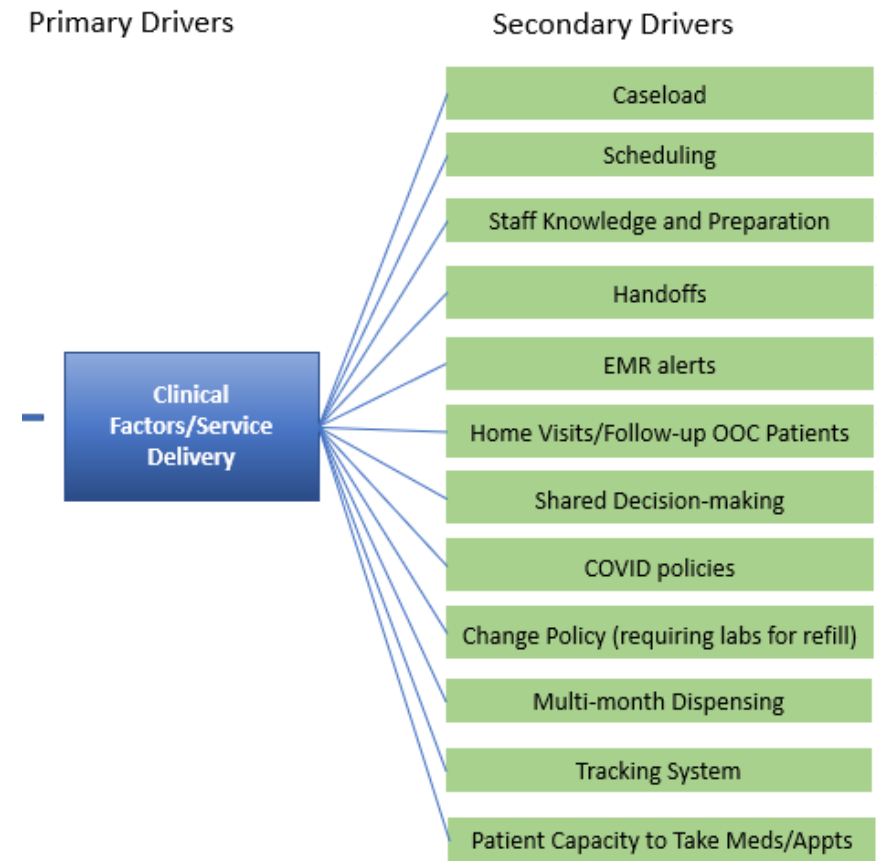 Primary Drivers
Secondary Drivers
Caseload
Scheduling
Staff Knowledge and Preparation
Handoffs
EMR alerts
Clinical
Factors/Service
Delivery
Home Visits/Follow-up OOC Patients
Shared Decision-making
COVID policies
Change Policy (requiring labs for refill)
Multi-month Dispensing
Tracking System
Patient Capacity to Take Meds/Appts